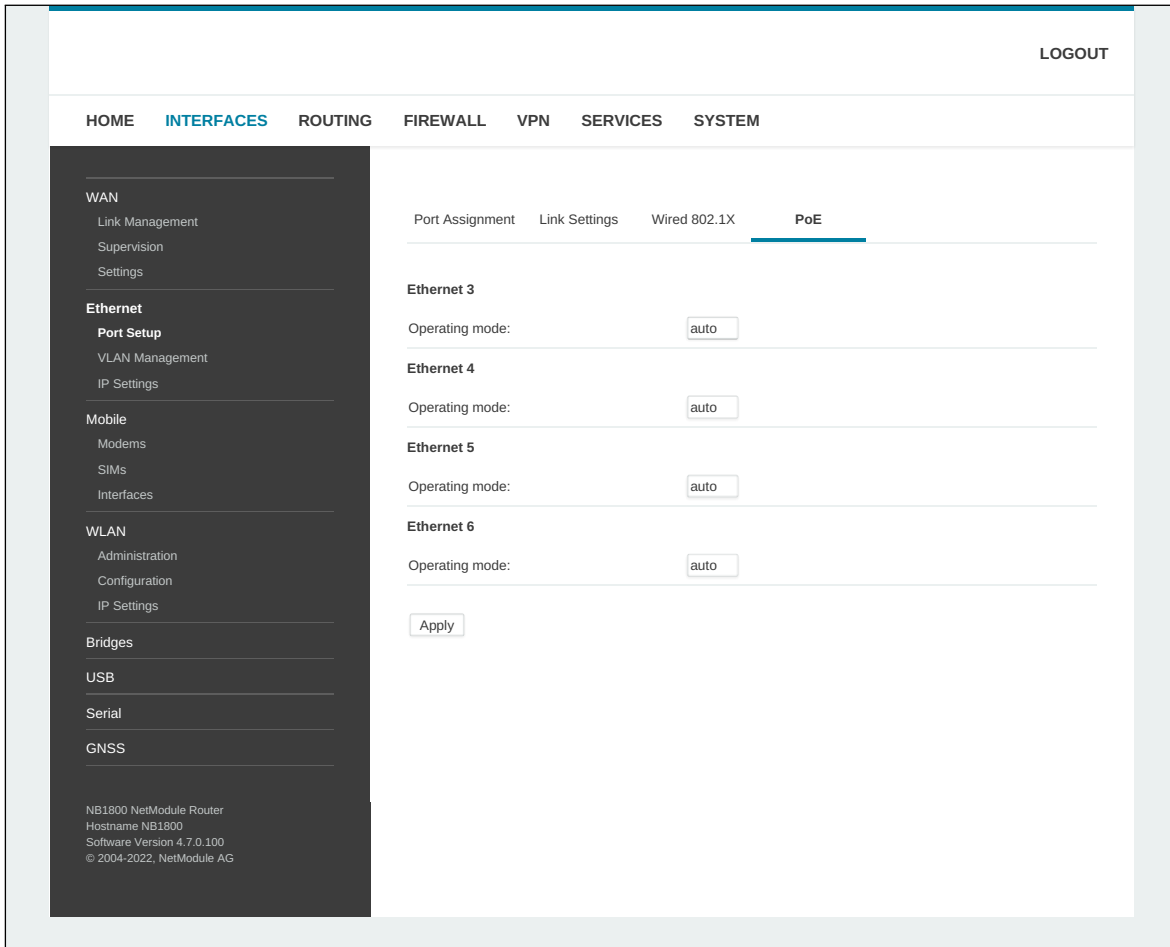 LOGOUT
HOME INTERFACES ROUTING FIREWALL VPN SERVICES SYSTEM
WAN
Link Management
Supervision
Settings
Ethernet
Port Setup
VLAN Management
IP Settings
Mobile
Modems
SIMs
Interfaces
WLAN
Administration
Configuration
IP Settings
Bridges
USB
Serial
GNSS
NB1800 NetModule Router
Hostname NB1800
Software Version 4.7.0.100
© 2004-2022, NetModule AG
Port Assignment Link Settings Wired 802.1X PoE
Ethernet 3
Operating mode: auto
Ethernet 4
Operating mode: auto
Ethernet 5
Operating mode: auto
Ethernet 6
Operating mode: auto
Apply